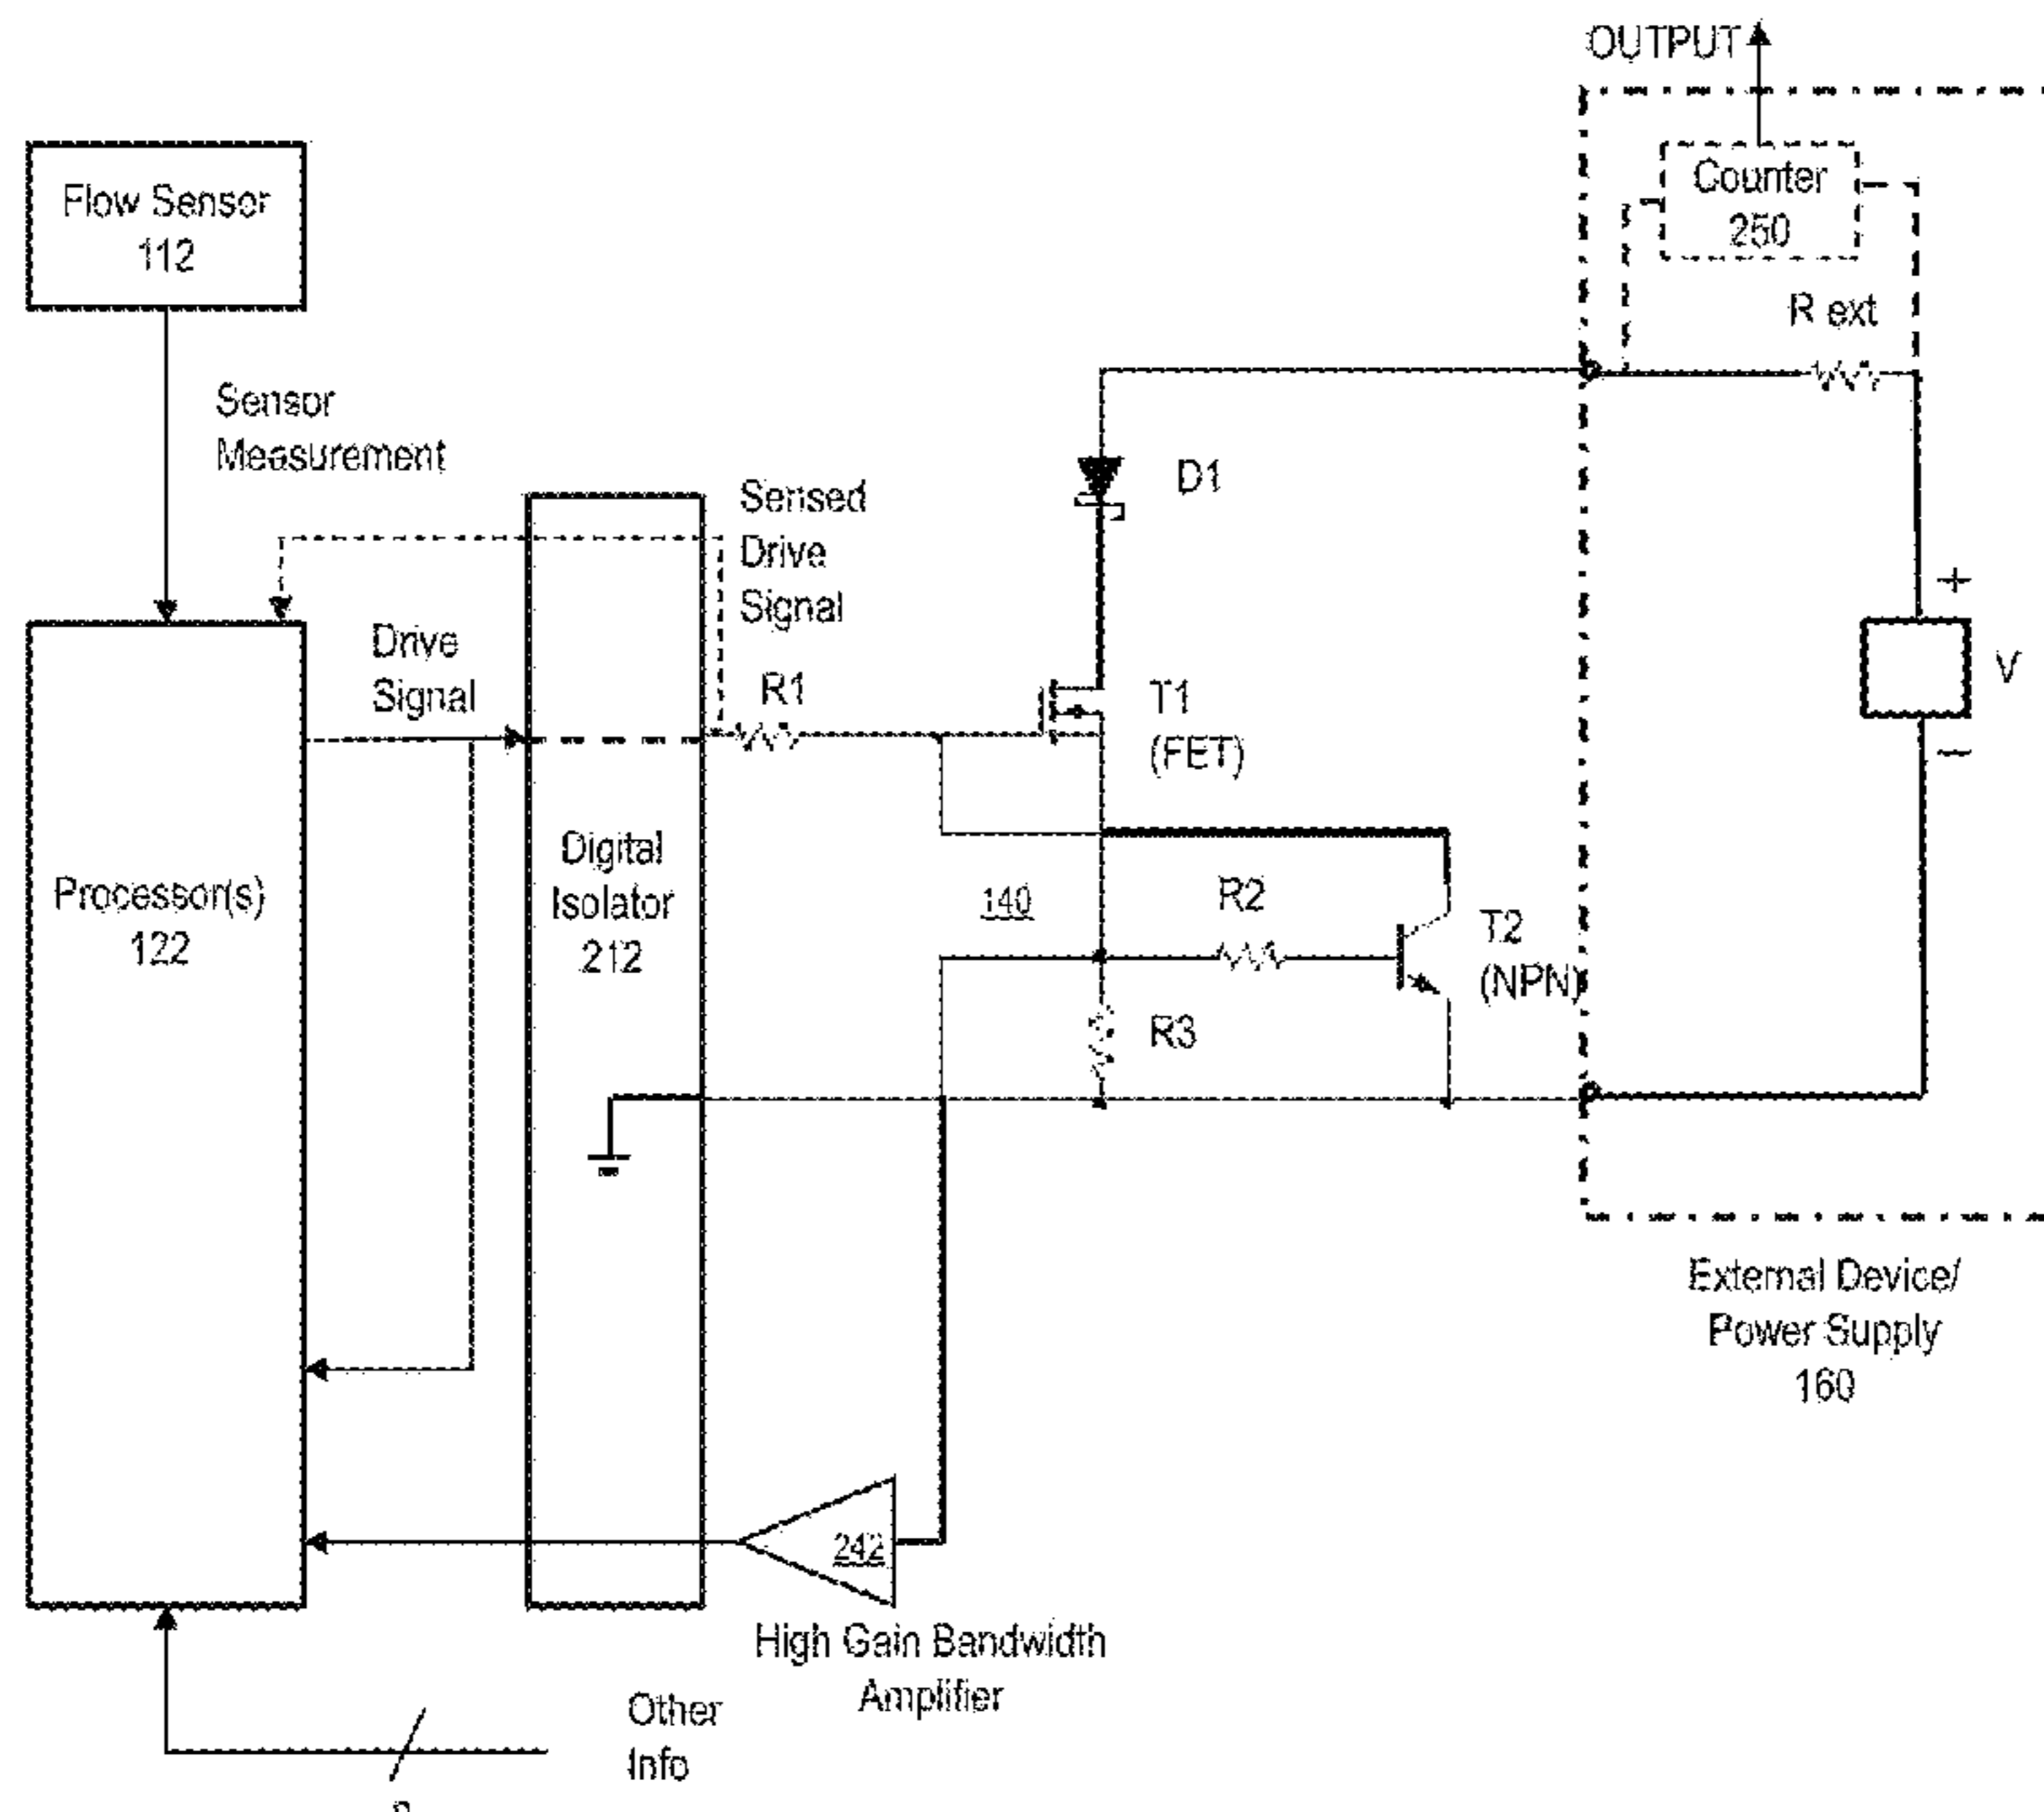 OUTPUT
Counter
250
R ext
Flow Sensor
112
Sensor
Measurement
D1
Sensed
Drive
Signal
Drive
Signal
R1
T1
(FET)
+
V
−
Processor(s)
122
Digital
Isolator
212
140
R2
T2
(NPN)
R3
External Device/
Power Supply
160
242
High Gain Bandwidth
Amplifier
Other
Info